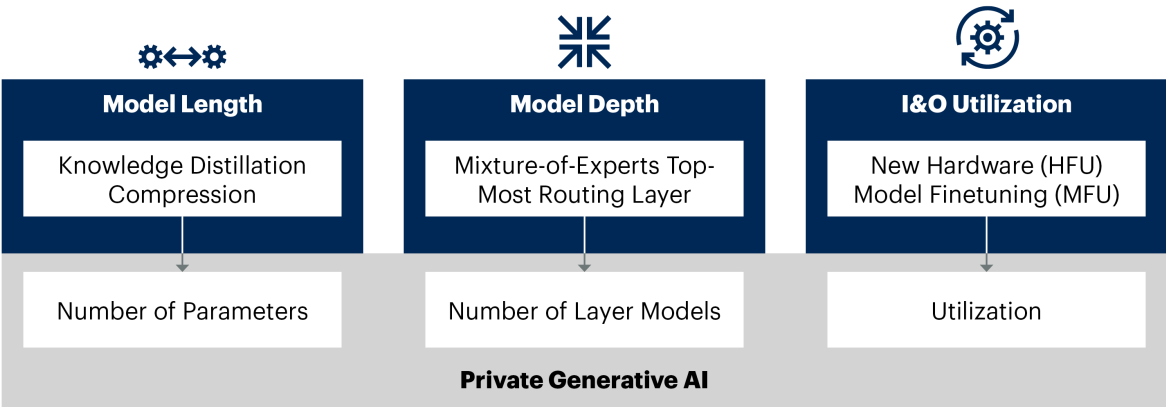 Model Length
Model Depth
I&O Utilization
Knowledge Distillation
Compression
Mixture-of-Experts Top-
Most Routing Layer
New Hardware (HFU)
Model Finetuning (MFU)
Number of Parameters
Number of Layer Models
Utilization
Private Generative AI